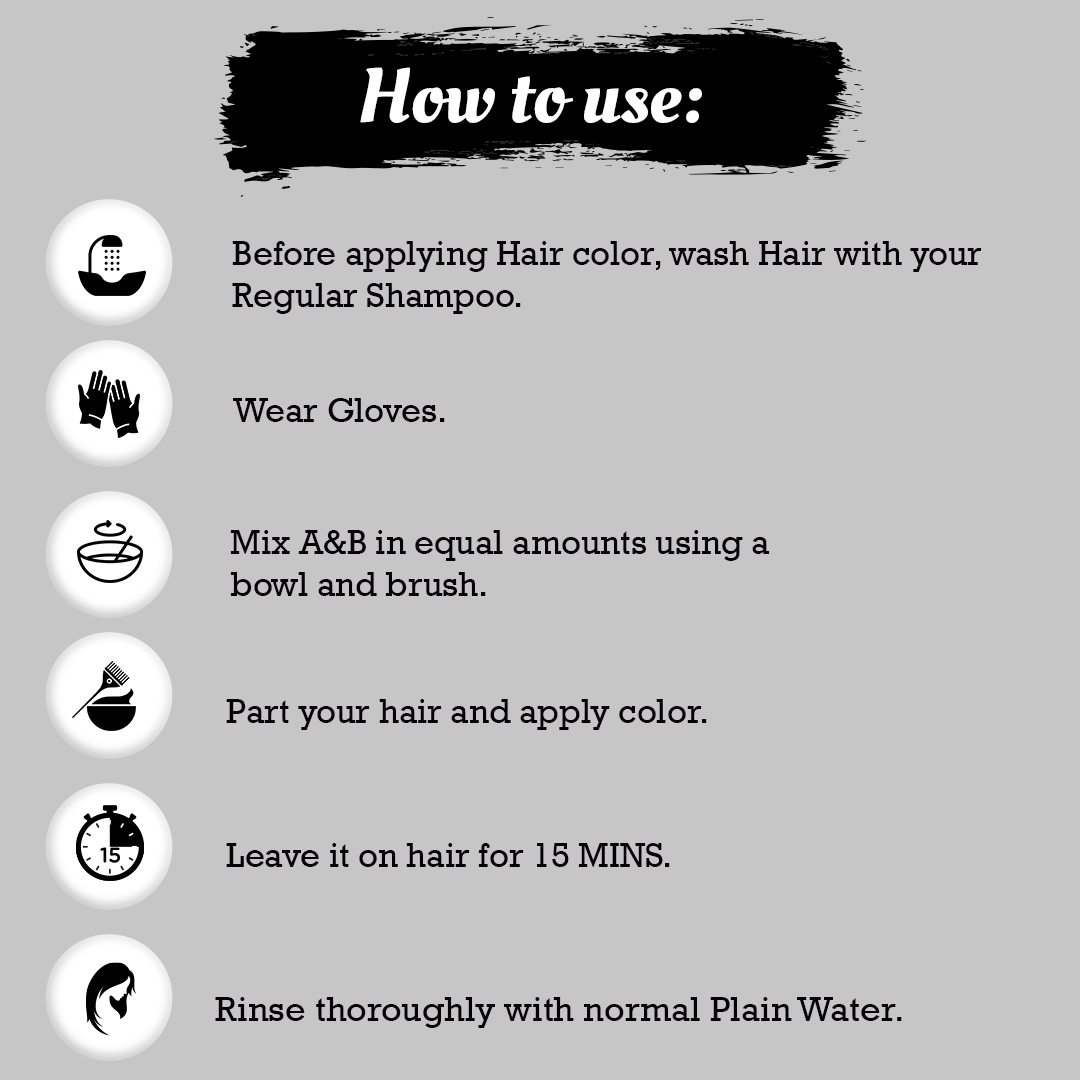 How to use:
Before applying Hair color, wash Hair with your
Regular Shampoo.
Wear Gloves.
Mix A&B in equal amounts using a
bowl and brush.
Part your hair and apply color.
15
Leave it on hair for 15 MINS.
Rinse thoroughly with normal Plain Water.